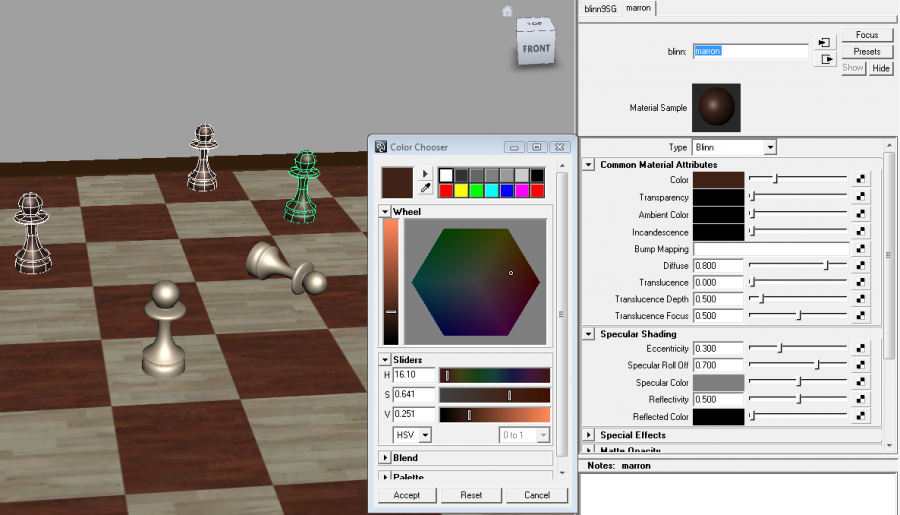 TOP
FRONT
blinn9SG marron
Focus
blinn: marron
Presets
Show Hide
Material Sample
Color Chooser
Type Blinn
Common Material Attributes
Color
Transparency
Ambient Color
Incandescence
Bump Mapping
Diffuse 0.800
Translucence 0.000
Translucence Depth 0.500
Translucence Focus 0.500
Wheel
Sliders
H 16.10
S 0.641
V 0.251
HSV 0 to 1
Blend
Palette
Accept Reset Cancel
Specular Shading
Eccentricity 0.300
Specular Roll Off 0.700
Specular Color
Reflectivity 0.500
Reflected Color
Special Effects
Matte Opacity
Notes: marron